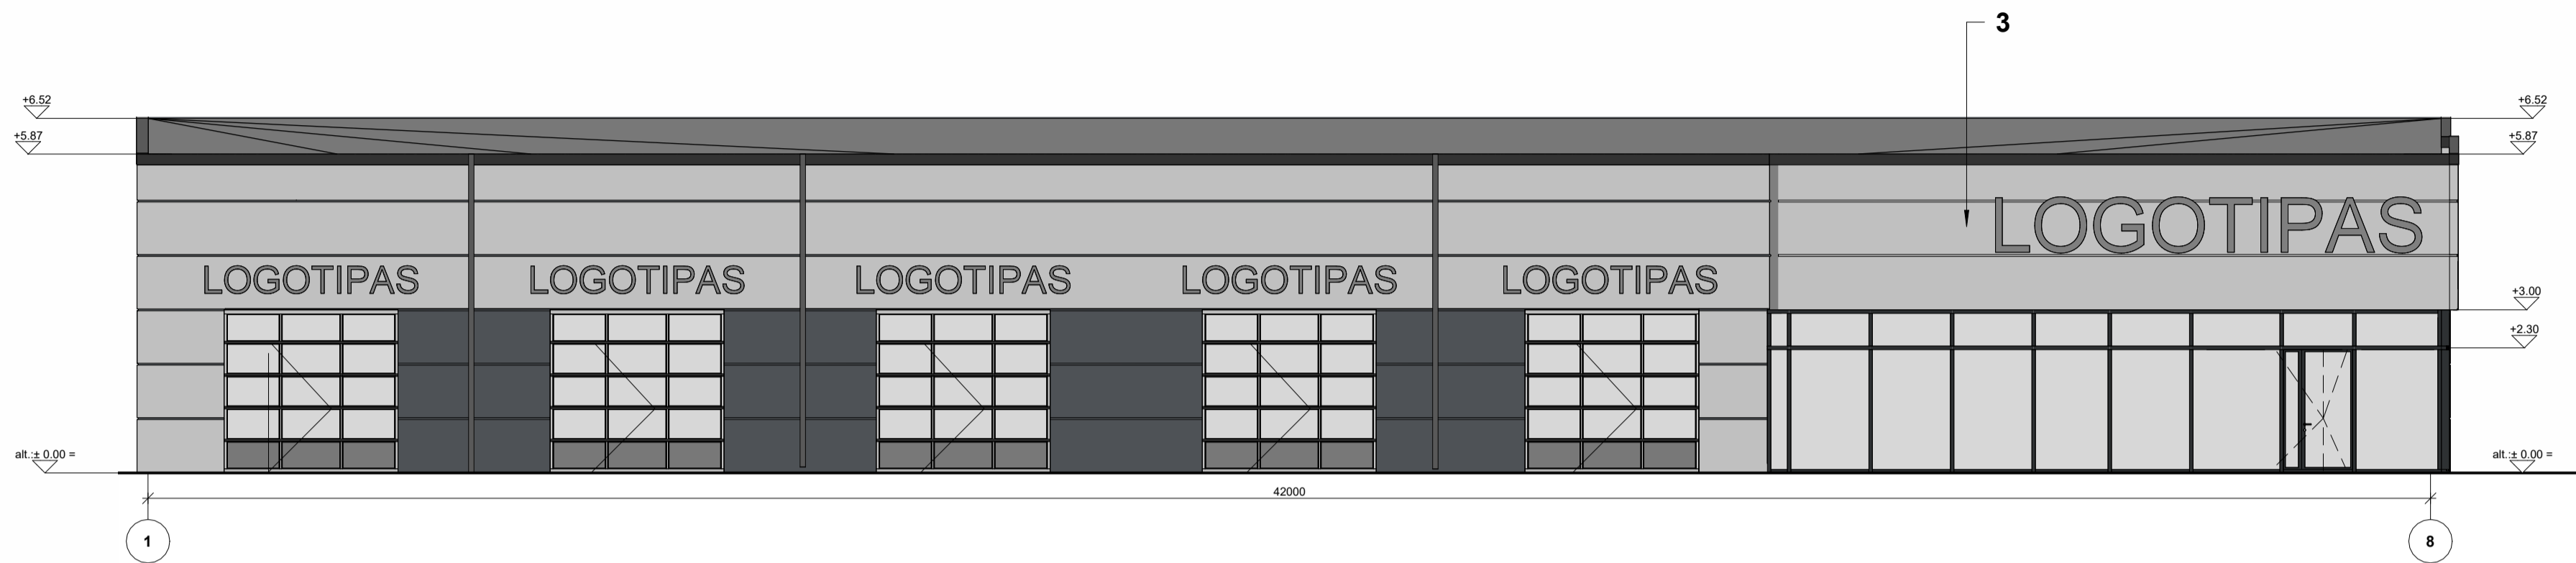 3
+6.52
+6.52
+5.87
+5.87
LOGOTIPAS
LOGOTIPAS LOGOTIPAS LOGOTIPAS LOGOTIPAS LOGOTIPAS
+3.00
+2.30
alt.:± 0.00 =
alt.:± 0.00 =
42000
1
8